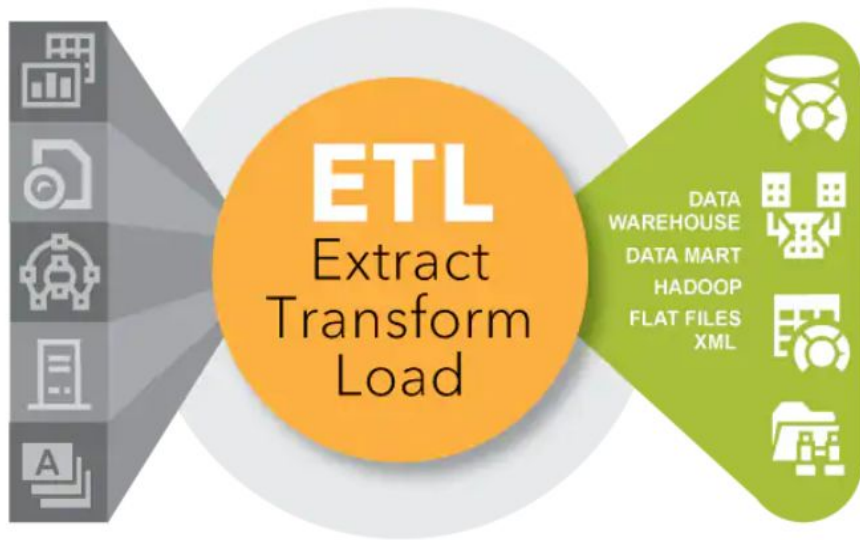 ETL
Extract
Transform
Load
DATA
WAREHOUSE
DATA MART
HADOOP
FLAT FILES
XML
A